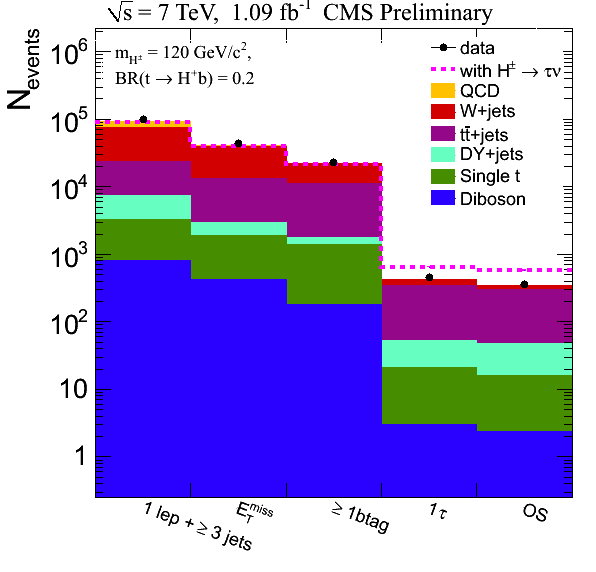 √s = 7 TeV, 1.09 fb⁻¹ CMS Preliminary
m_H± = 120 GeV/c²,
BR(t → H⁺b) = 0.2
data
with H± → τν
QCD
W+jets
tt̄+jets
DY+jets
Single t
Diboson
N_events
10⁶
10⁵
10⁴
10³
10²
10
1
1 lep + ≥ 3 jets
E_T^miss
≥ 1btag
1τ
OS